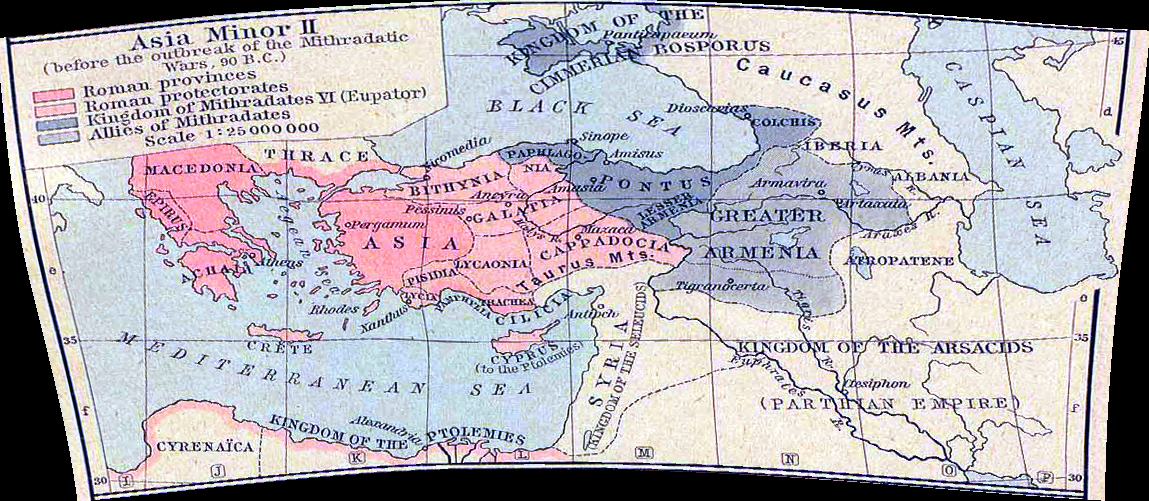 Asia Minor II
(before the outbreak of the Mithradatic
Wars, 90 B.C.)
Roman provinces
Roman protectorates
Kingdom of Mithradates VI (Eupator)
Allies of Mithradates
Scale 1:25 000 000
KINGDOM OF THE
CIMMERIAN
BOSPORUS
Panticapaeum
45
BLACK SEA
Caucasus Mts.
CASPIAN SEA
d
Dioscurias
COLCHIS
IBERIA
ALBANIA
Cyrus R.
THRACE
MACEDONIA
EPIRUS
Nicomedia
Sinope
Amisus
PAPHLAGO-
NIA
BITHYNIA
PONTUS
Amasia
Ancyra
Pessinus
GALATIA
Halys R.
LESSER
ARMENIA
Armavira
Artaxata
Araxes R.
40
Aegean Sea
Pergamum
ASIA
Mazaca
CAPPADOCIA
GREATER
ARMENIA
ATROPATENE
ACHAIA
Athens
PISIDIA
LYCAONIA
Taurus Mts.
Tigranocerta
Tigris R.
e
e
LYCIA
PAMPHYLIA
TRACHEA
CILICIA
Rhodes
Xanthus
Antioch
CRETE
CYPRUS
(to the Ptolemies)
35
35
SYRIA
(KINGDOM OF THE SELEUCIDS)
KINGDOM OF THE ARSACIDS
(PARTHIAN EMPIRE)
Euphrates R.
Ctesiphon
MEDITERRANEAN SEA
f
f
Alexandria
KINGDOM OF THE PTOLEMIES
CYRENAÏCA
30
I
J
K
L
M
N
O
P
30